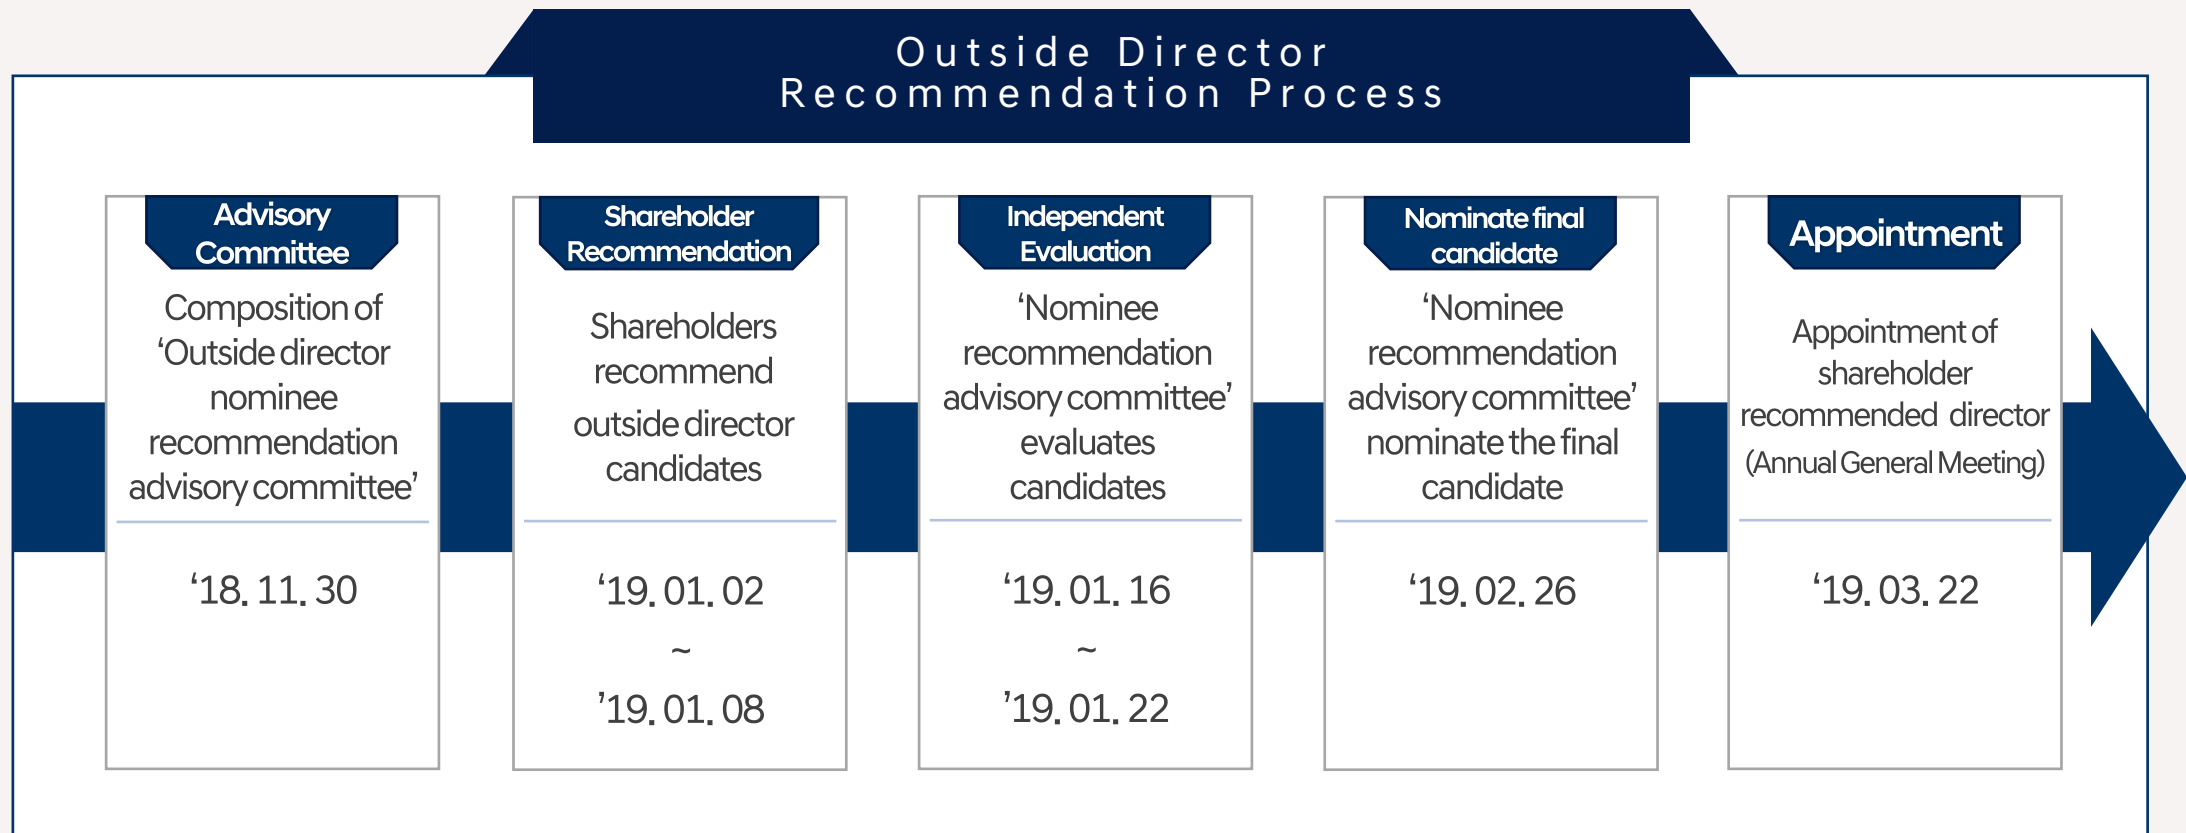 Outside Director
Recommendation Process
Advisory
Committee
Composition of
‘Outside director
nominee
recommendation
advisory committee’
‘18. 11. 30
Shareholder
Recommendation
Shareholders
recommend
outside director
candidates
‘19. 01. 02
~
’19. 01. 08
Independent
Evaluation
‘Nominee
recommendation
advisory committee’
evaluates
candidates
‘19. 01. 16
~
’19. 01. 22
Nominate final
candidate
‘Nominee
recommendation
advisory committee’
nominate the final
candidate
‘19. 02. 26
Appointment
Appointment of
shareholder
recommended director
(Annual General Meeting)
‘19. 03. 22